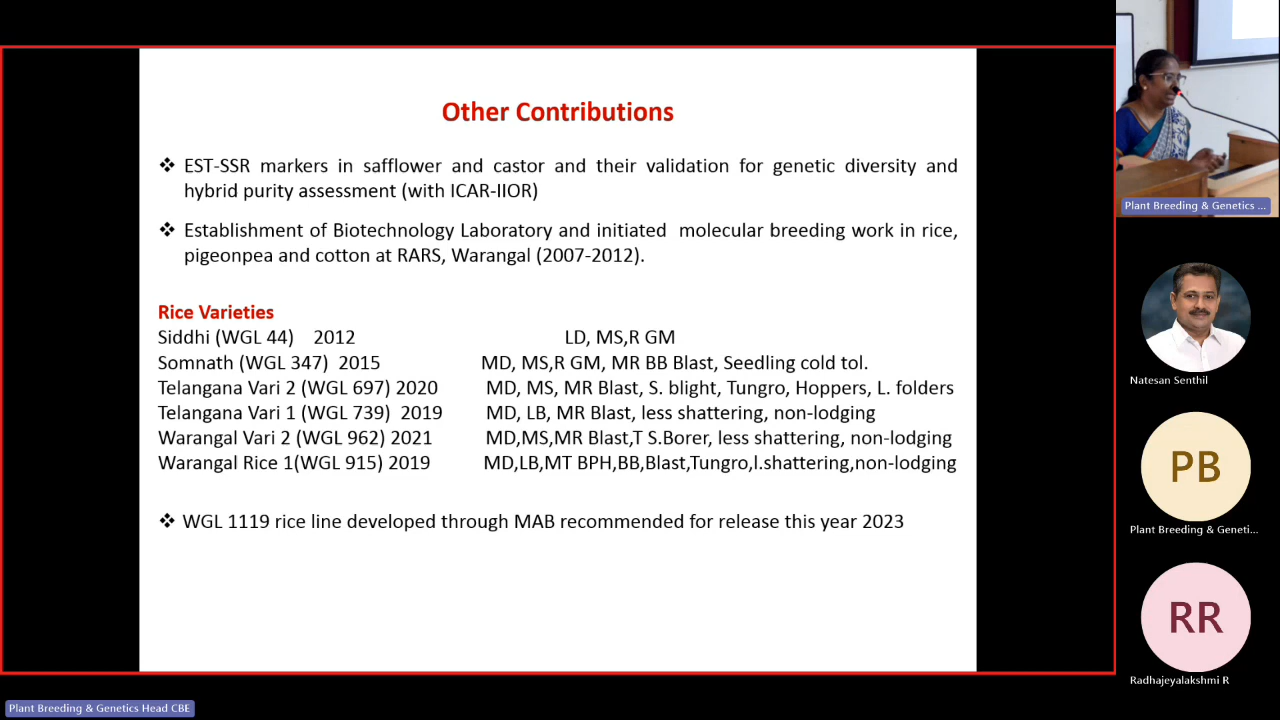 Other Contributions
❖ EST-SSR markers in safflower and castor and their validation for genetic diversity and
hybrid purity assessment (with ICAR-IIOR)
❖ Establishment of Biotechnology Laboratory and initiated molecular breeding work in rice,
pigeonpea and cotton at RARS, Warangal (2007-2012).
Rice Varieties
Siddhi (WGL 44) 2012 LD, MS,R GM
Somnath (WGL 347) 2015 MD, MS,R GM, MR BB Blast, Seedling cold tol.
Telangana Vari 2 (WGL 697) 2020 MD, MS, MR Blast, S. blight, Tungro, Hoppers, L. folders
Telangana Vari 1 (WGL 739) 2019 MD, LB, MR Blast, less shattering, non-lodging
Warangal Vari 2 (WGL 962) 2021 MD,MS,MR Blast,T S.Borer, less shattering, non-lodging
Warangal Rice 1(WGL 915) 2019 MD,LB,MT BPH,BB,Blast,Tungro,l.shattering,non-lodging
❖ WGL 1119 rice line developed through MAB recommended for release this year 2023
Plant Breeding & Genetics ...
Natesan Senthil
PB
Plant Breeding & Geneti...
RR
Radhajeyalakshmi R
Plant Breeding & Genetics Head CBE